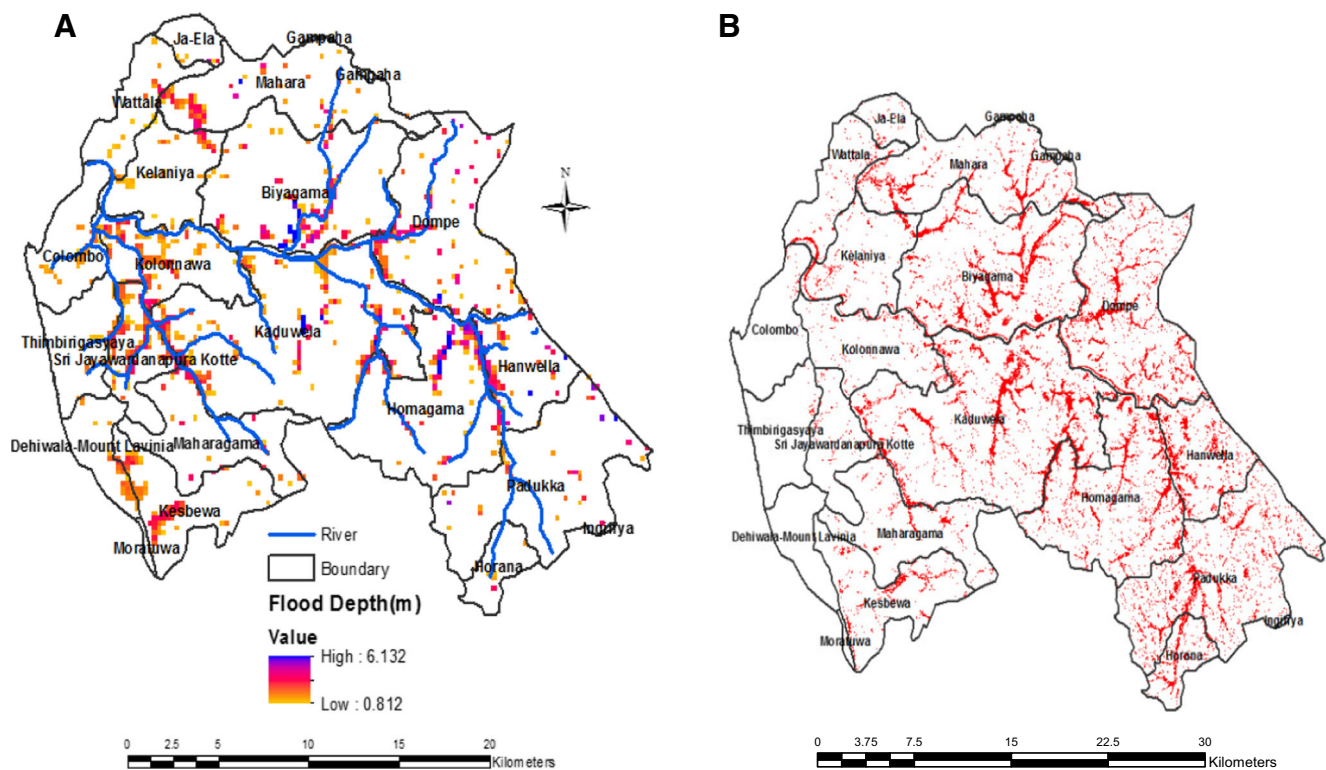 A
Ja-Ela
Gampaha
Gampaha
Mahara
Wattala
Kelaniya
Biyagama
Dompe
Colombo
Kolonnawa
Kaduwela
Thimbirigasyaya
Sri Jayawardanapura Kotte
Hanwella
Homagama
Dehiwala-Mount Lavinia
Maharagama
Padukka
Kesbewa
Moratuwa
Horana
N
River
Boundary
Flood Depth(m)
Value
High : 6.132
Low : 0.812
0 2.5 5 10 15 20
Kilometers
B
Ja-Ela
Gampaha
Wattala
Mahara
Gampaha
Kelaniya
Biyagama
Dompe
Colombo
Kolonnawa
Kaduwela
Thimbirigasyaya
Sri Jayawardanapura Kotte
Hanwella
Homagama
Dehiwala-Mount Lavinia
Maharagama
Padukka
Kesbewa
Moratuwa
Horana
0 3.75 7.5 15 22.5 30
Kilometers